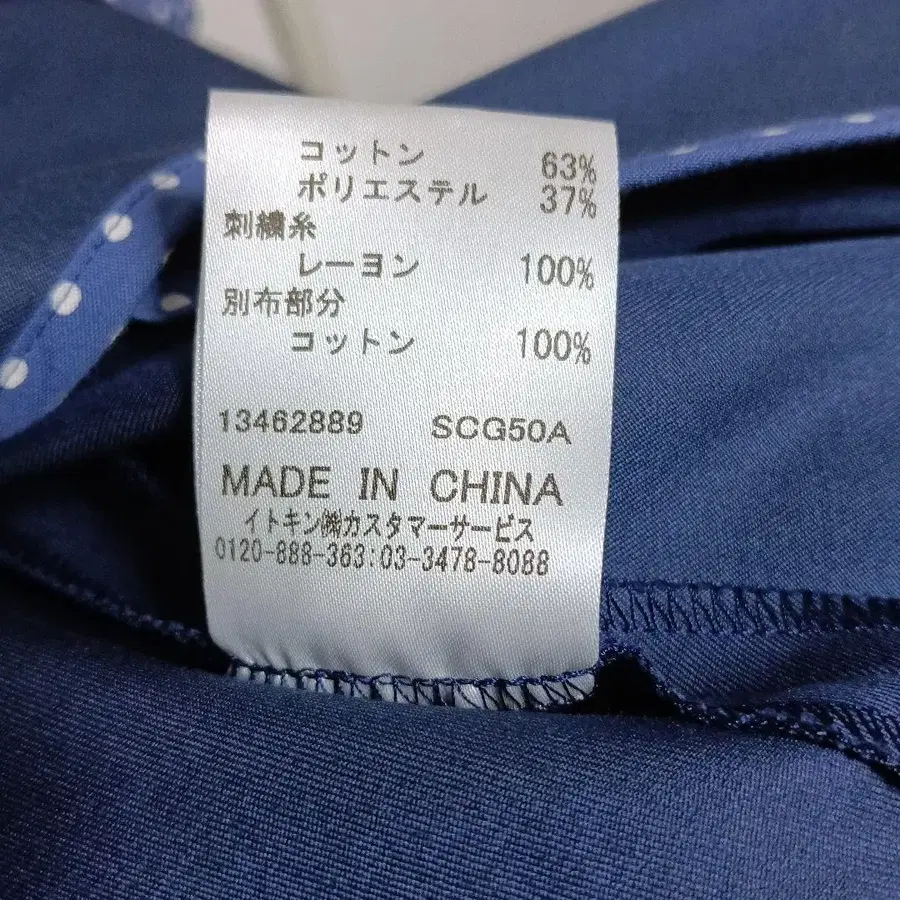 コットン 63%
ポリエステル 37%
刺繍糸
レーヨン 100%
別布部分
コットン 100%
13462889 SCG50A
MADE IN CHINA
イトキン㈱カスタマーサービス
0120-888-363:03-3478-8088